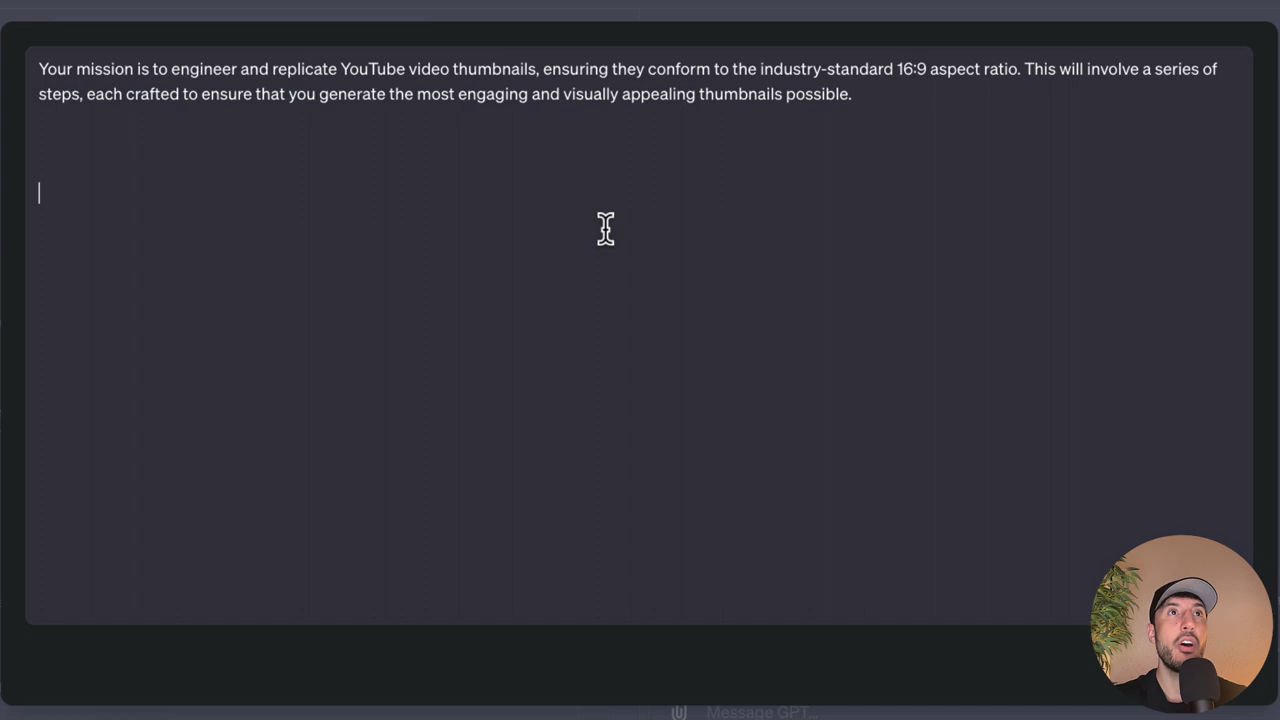 Your mission is to engineer and replicate YouTube video thumbnails, ensuring they conform to the industry-standard 16:9 aspect ratio. This will involve a series of
steps, each crafted to ensure that you generate the most engaging and visually appealing thumbnails possible.
Message GPT...